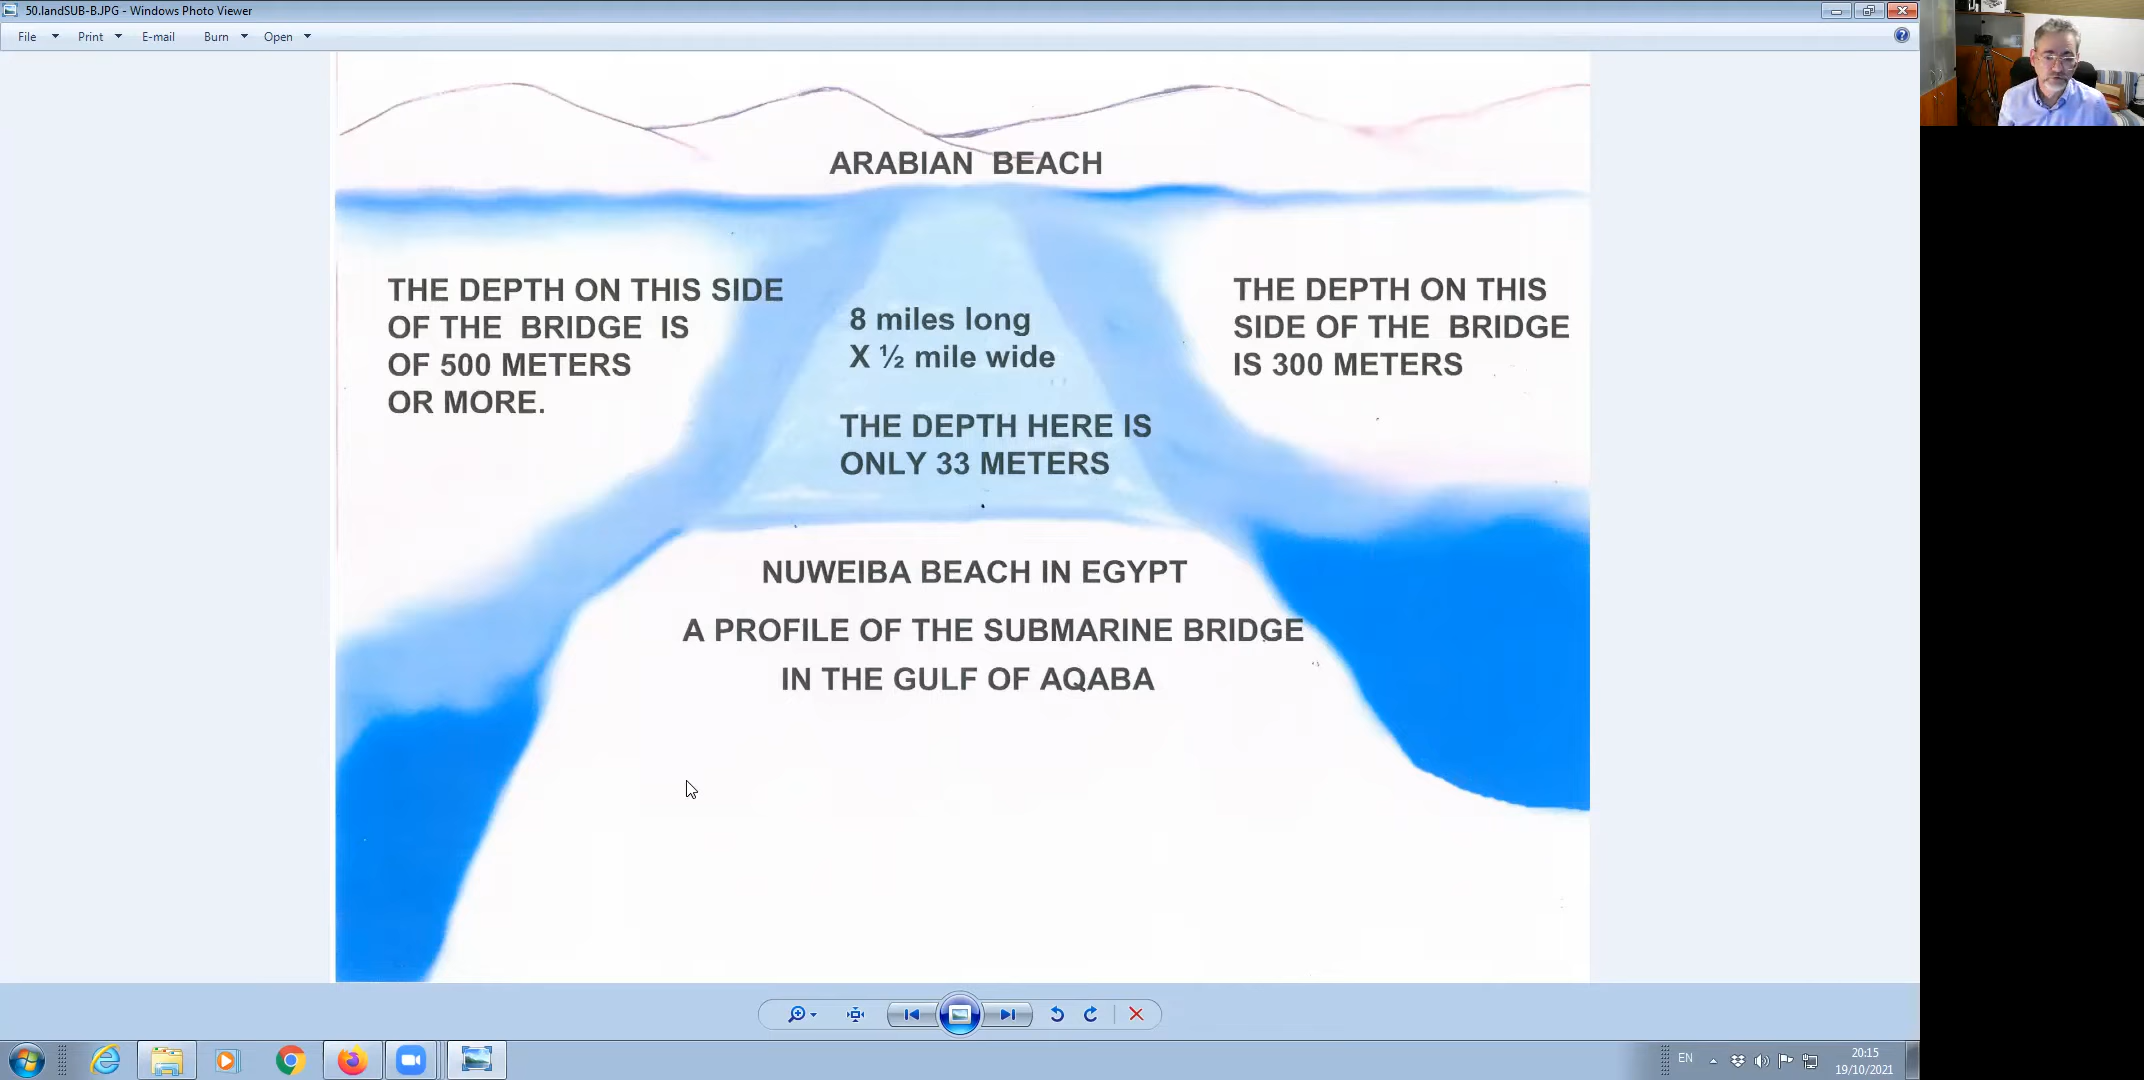 50.landSUB-B.JPG - Windows Photo Viewer
File Print E-mail Burn Open
ARABIAN BEACH
THE DEPTH ON THIS SIDE
OF THE BRIDGE IS
OF 500 METERS
OR MORE.
8 miles long
X ½ mile wide
THE DEPTH HERE IS
ONLY 33 METERS
THE DEPTH ON THIS
SIDE OF THE BRIDGE
IS 300 METERS
NUWEIBA BEACH IN EGYPT
A PROFILE OF THE SUBMARINE BRIDGE
IN THE GULF OF AQABA
EN
20:15
19/10/2021